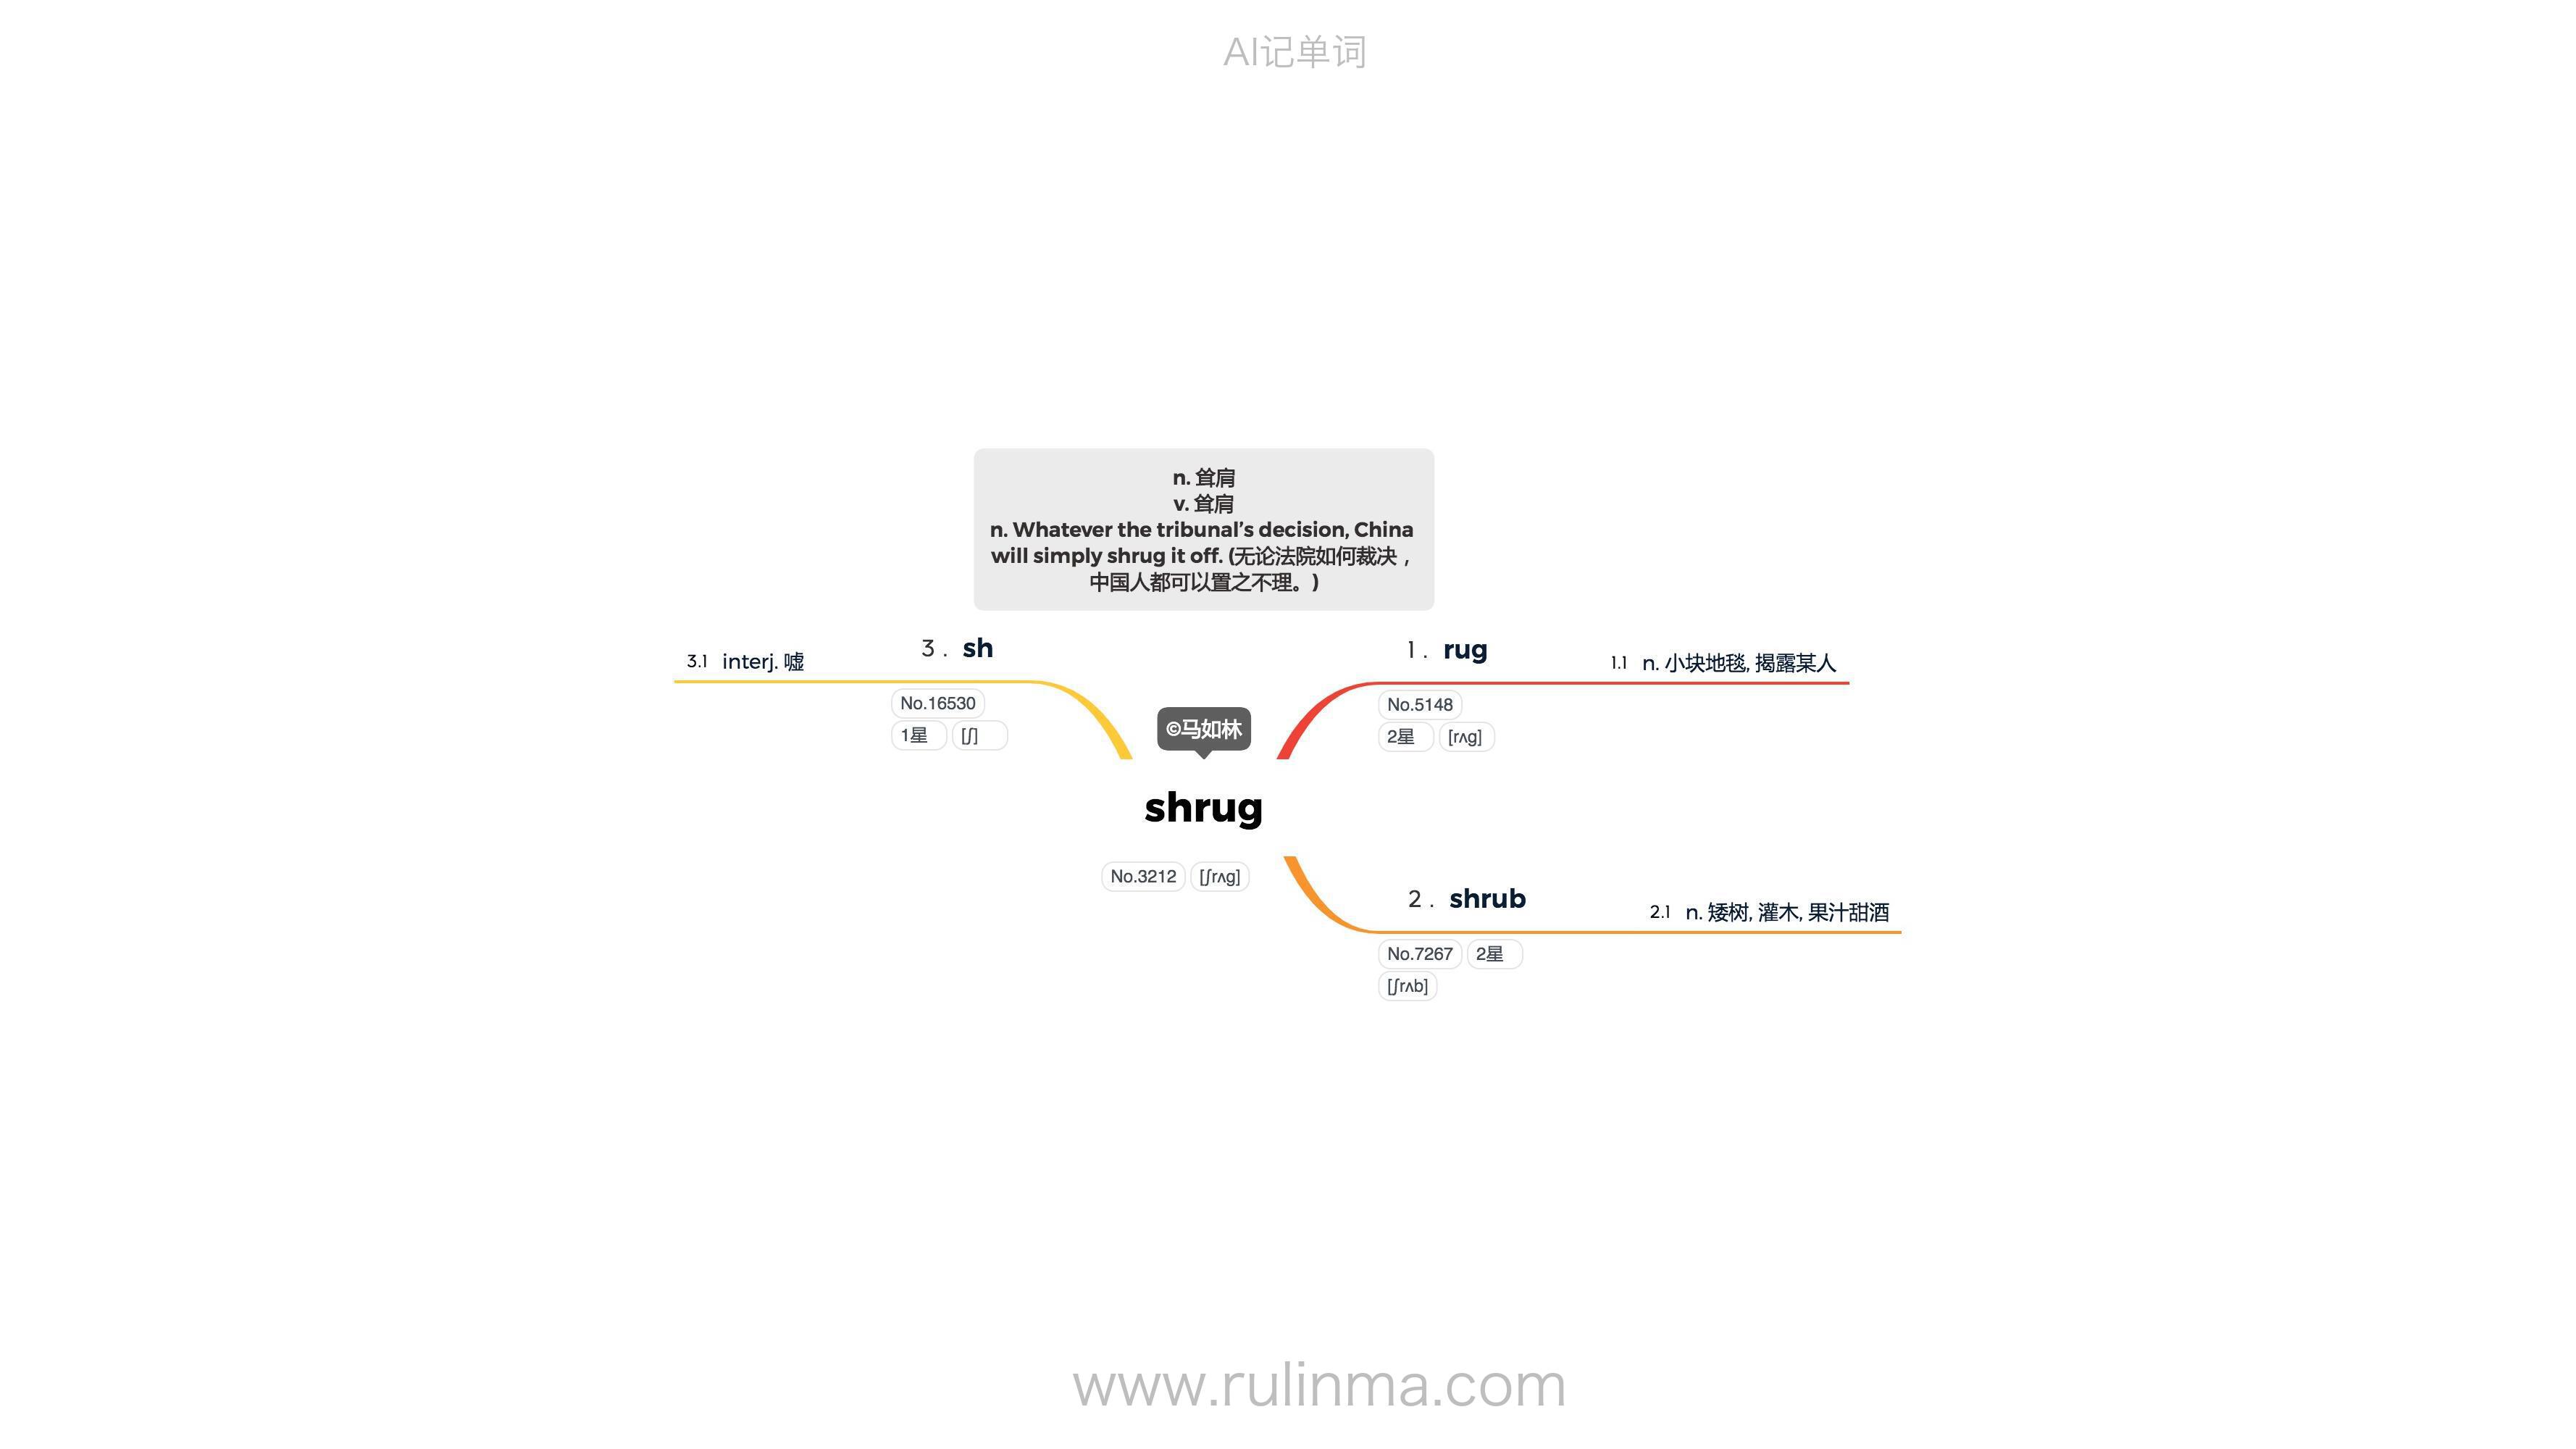 AI记单词
n. 耸肩
v. 耸肩
n. Whatever the tribunal’s decision, China
will simply shrug it off. (无论法院如何裁决，
中国人都可以置之不理。)
3 . sh
3.1 interj. 嘘
No.16530
1星 [ʃ]
©马如林
shrug
No.3212 [ʃrʌg]
1 . rug
1.1 n. 小块地毯, 揭露某人
No.5148
2星 [rʌg]
2 . shrub
2.1 n. 矮树, 灌木, 果汁甜酒
No.7267 2星
[ʃrʌb]
www.rulinma.com